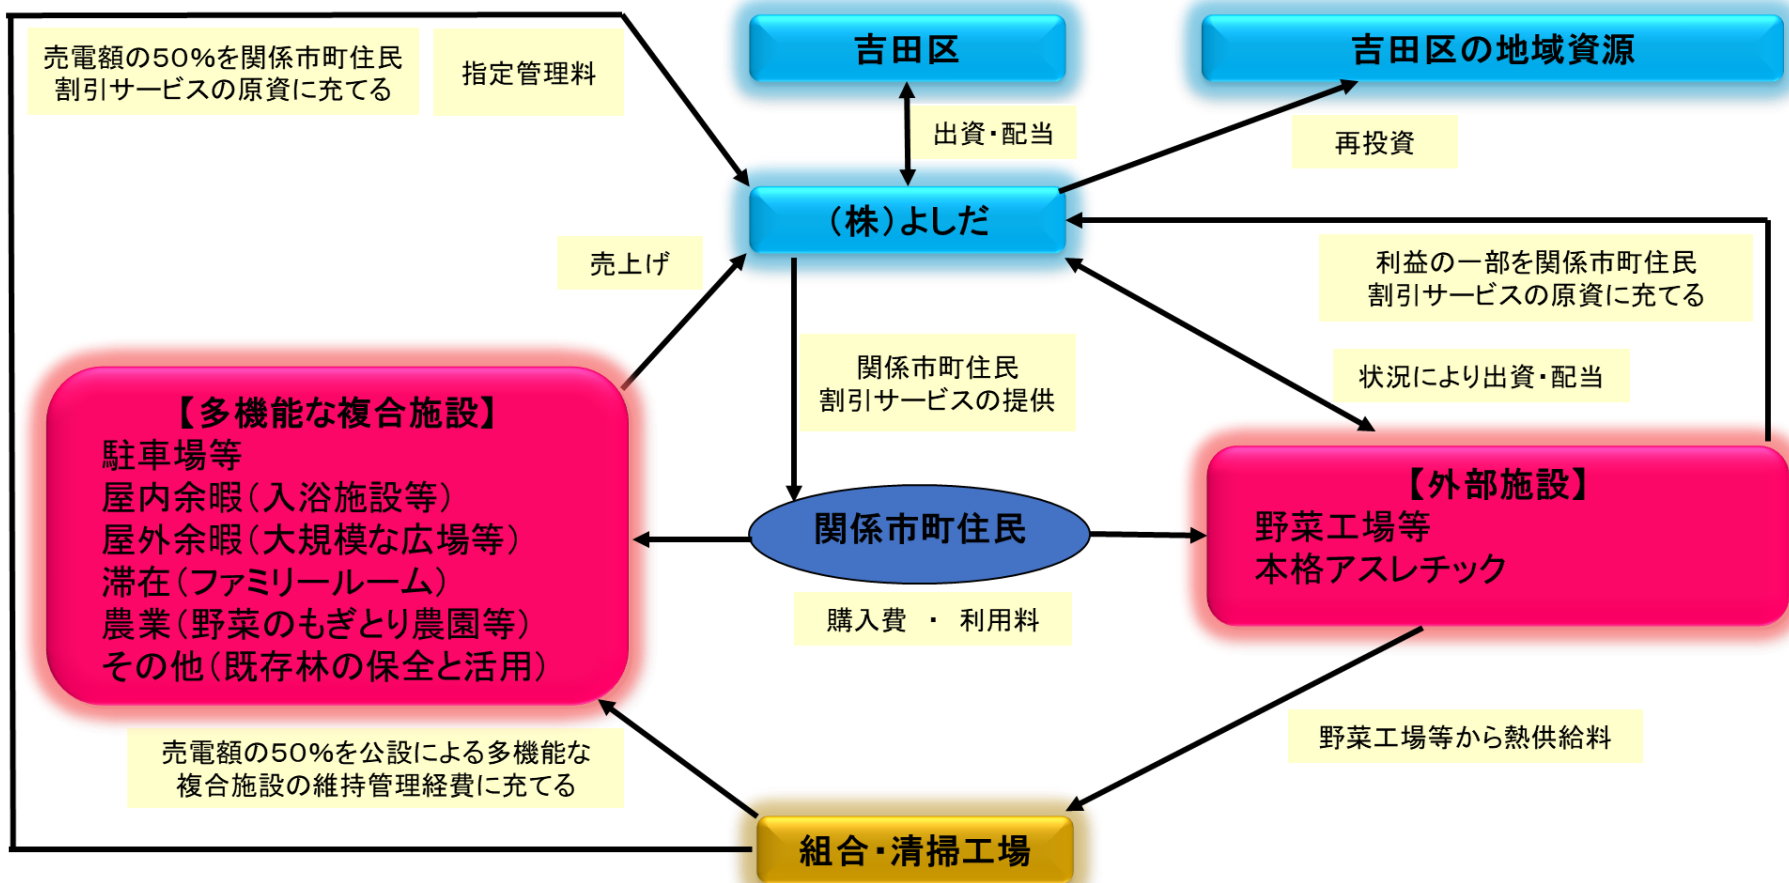 売電額の50%を関係市町住民
割引サービスの原資に充てる
指定管理料
吉田区
吉田区の地域資源
出資・配当
再投資
(株)よしだ
売上げ
利益の一部を関係市町住民
割引サービスの原資に充てる
関係市町住民
割引サービスの提供
状況により出資・配当
【多機能な複合施設】
駐車場等
屋内余暇(入浴施設等)
屋外余暇(大規模な広場等)
滞在(ファミリールーム)
農業(野菜のもぎとり農園等)
その他(既存林の保全と活用)
関係市町住民
購入費 ・ 利用料
【外部施設】
野菜工場等
本格アスレチック
売電額の50%を公設による多機能な
複合施設の維持管理経費に充てる
野菜工場等から熱供給料
組合・清掃工場